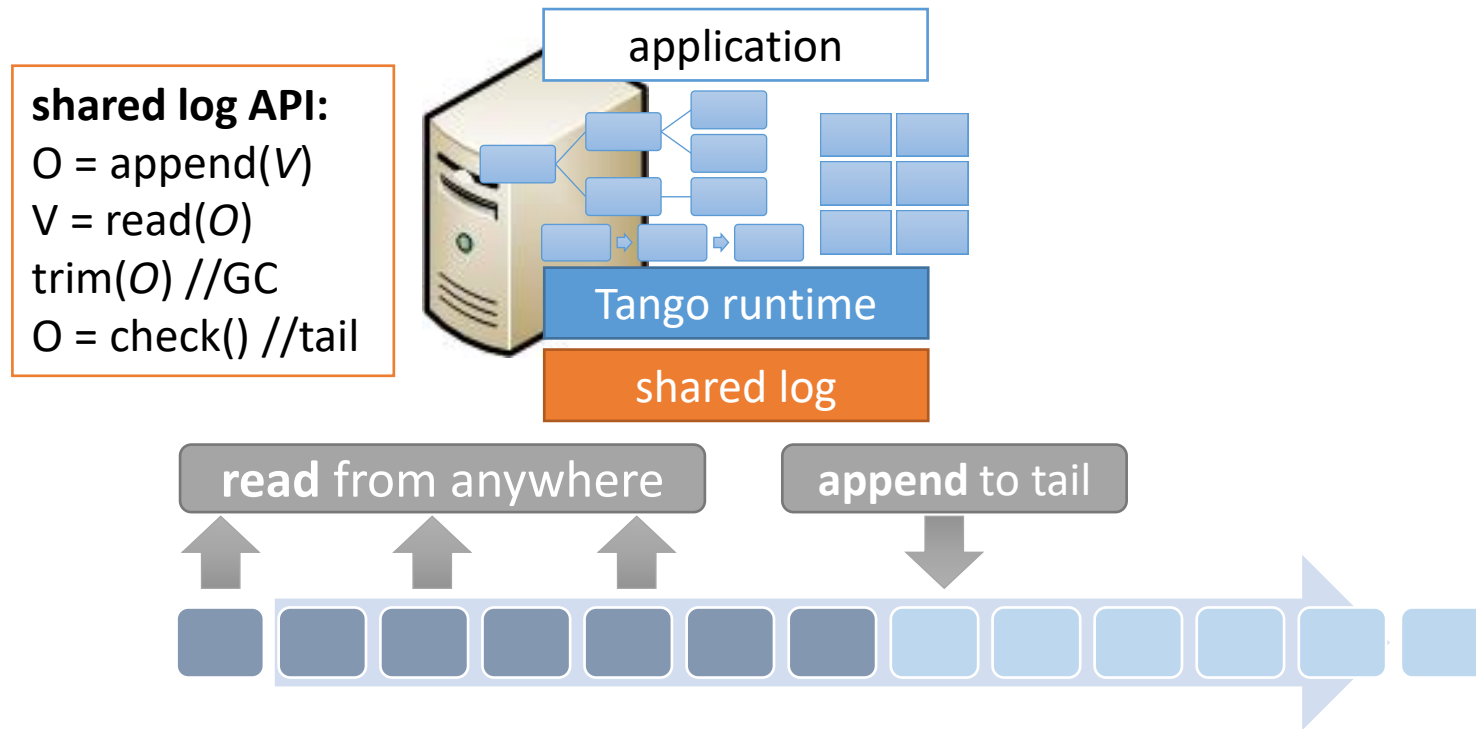 application
shared log API:
O = append(V)
V = read(O)
trim(O) //GC
O = check() //tail
Tango runtime
shared log
read from anywhere
append to tail